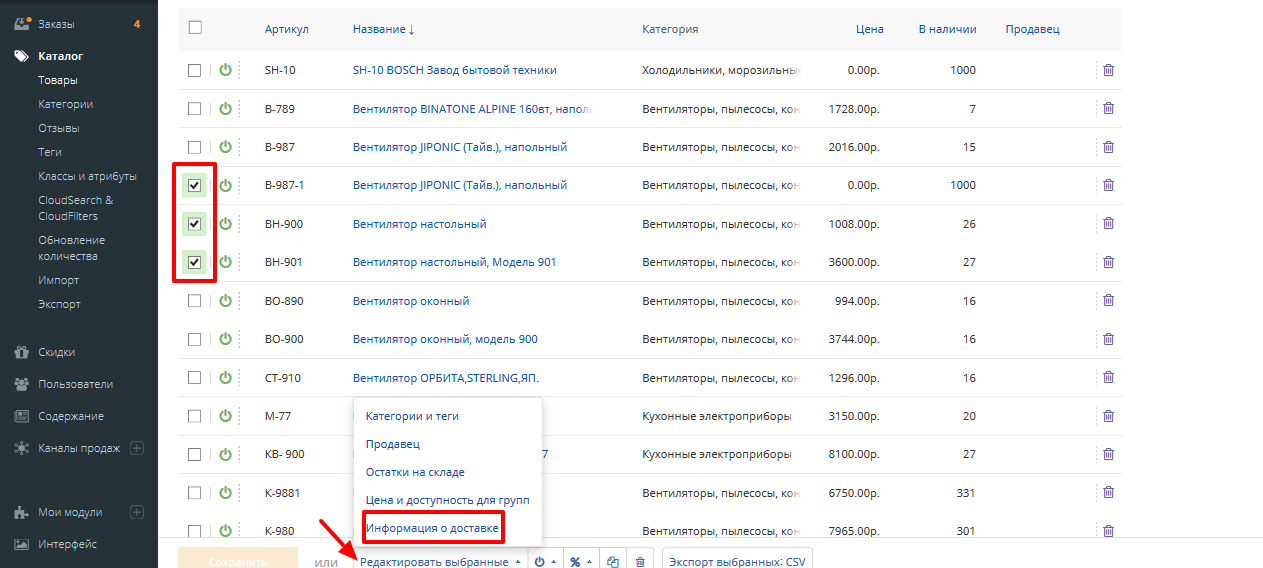 Заказы 4
Каталог
Товары
Категории
Отзывы
Теги
Классы и атрибуты
CloudSearch &
CloudFilters
Обновление
количества
Импорт
Экспорт
Скидки
Пользователи
Содержание
Каналы продаж
Мои модули
Интерфейс
Артикул Название ↓ Категория Цена В наличии Продавец
SH-10 SH-10 BOSCH Завод бытовой техники Холодильники, морозильны 0.00р. 1000
В-789 Вентилятор BINATONE ALPINE 160вт, напол Вентиляторы, пылесосы, кон 1728.00р. 7
В-987 Вентилятор JIPONIC (Тайв.), напольный Вентиляторы, пылесосы, кон 2016.00р. 15
В-987-1 Вентилятор JIPONIC (Тайв.), напольный Вентиляторы, пылесосы, кон 0.00р. 1000
ВН-900 Вентилятор настольный Вентиляторы, пылесосы, кон 1008.00р. 26
ВН-901 Вентилятор настольный, Модель 901 Вентиляторы, пылесосы, кон 3600.00р. 27
ВО-890 Вентилятор оконный Вентиляторы, пылесосы, кон 994.00р. 16
ВО-900 Вентилятор оконный, модель 900 Вентиляторы, пылесосы, кон 3744.00р. 16
СТ-910 Вентилятор ОРБИТА,STERLING,ЯП. Вентиляторы, пылесосы, кон 1296.00р. 16
М-77 Кухонные электроприборы 3150.00р. 20
КВ- 900 7 Кухонные электроприборы 8100.00р. 27
К-9881 Вентиляторы, пылесосы, кон 6750.00р. 331
К-980 Вентиляторы, пылесосы, кон 7965.00р. 301
Категории и теги
Продавец
Остатки на складе
Цена и доступность для групп
Информация о доставке
Сохранить или Редактировать выбранные % Экспорт выбранных: CSV